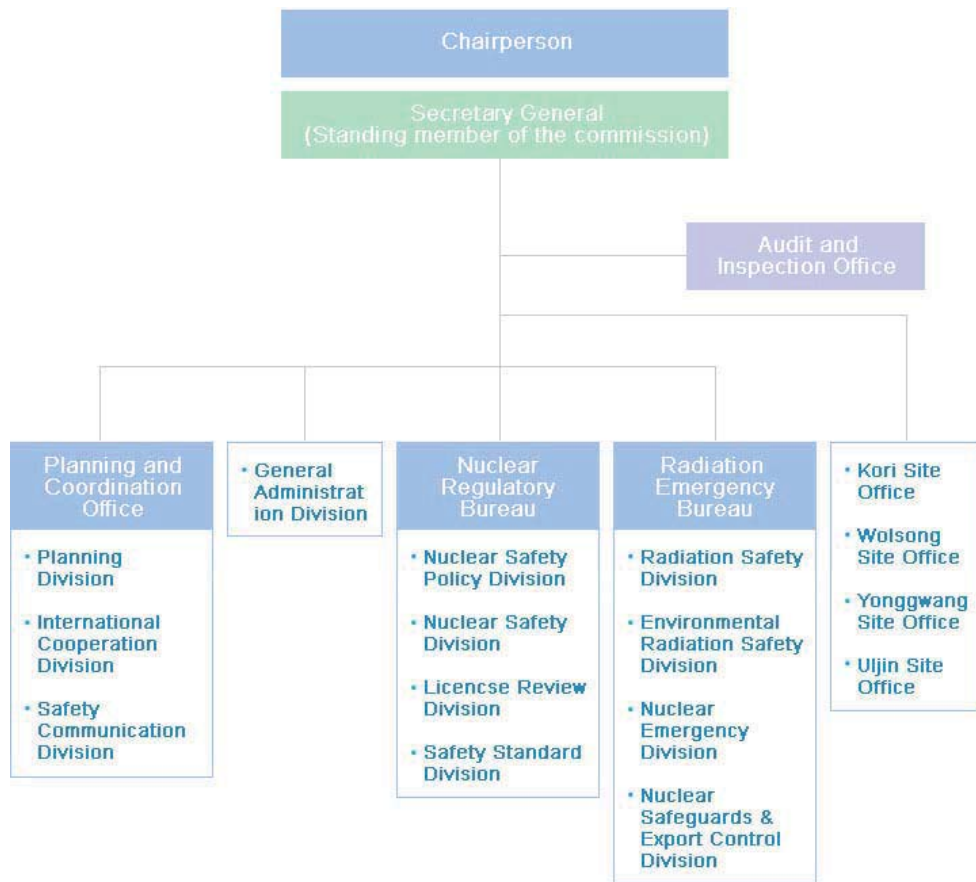 Chairperson
Secretary General
(Standing member of the commission)
Audit and
Inspection Office
Planning and
Coordination
Office
• Planning
Division
• International
Cooperation
Division
• Safety
Communication
Division
• General
Administrat
ion Division
Nuclear
Regulatory
Bureau
• Nuclear Safety
Policy Division
• Nuclear Safety
Division
• Licencse Review
Division
• Safety Standard
Division
Radiation
Emergency
Bureau
• Radiation Safety
Division
• Environmental
Radiation Safety
Division
• Nuclear
Emergency
Division
• Nuclear
Safeguards &
Export Control
Division
• Kori Site
Office
• Wolsong
Site Office
• Yonggwang
Site Office
• Uljin Site
Office